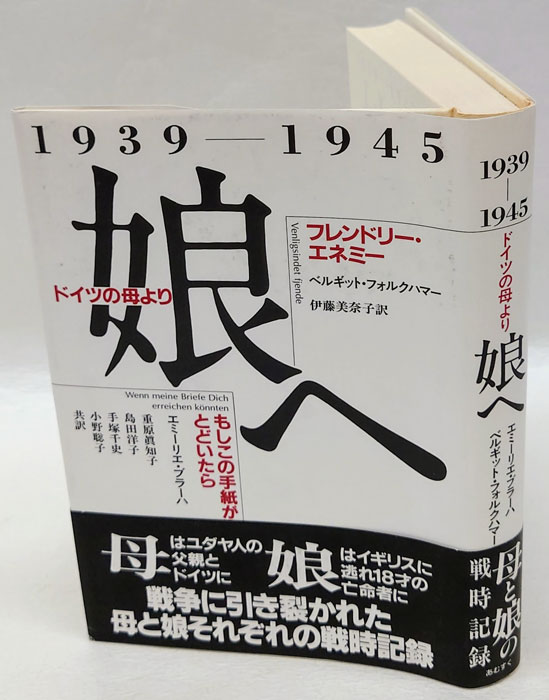 1939―1945
娘へ
ドイツの母より
フレンドリー・
エネミー
Venligsindet fjende
ベルギット・フォルクハマー
伊藤美奈子訳
Wenn meine Briefe Dich
erreichen könnten
もしこの手紙が
とどいたら
エミーリエ・ブラーハ
重原眞知子
島田洋子
手塚千史
小野聡子
共訳
母はユダヤ人の
父親と
ドイツに
娘はイギリスに
逃れ18才の
亡命者に
戦争に引き裂かれた
母と娘それぞれの戦時記録
1939
―
1945
ドイツの母より
娘へ
エミーリエ・ブラーハ
ベルギット・フォルクハマー
母と娘の
戦時記録
あむすく